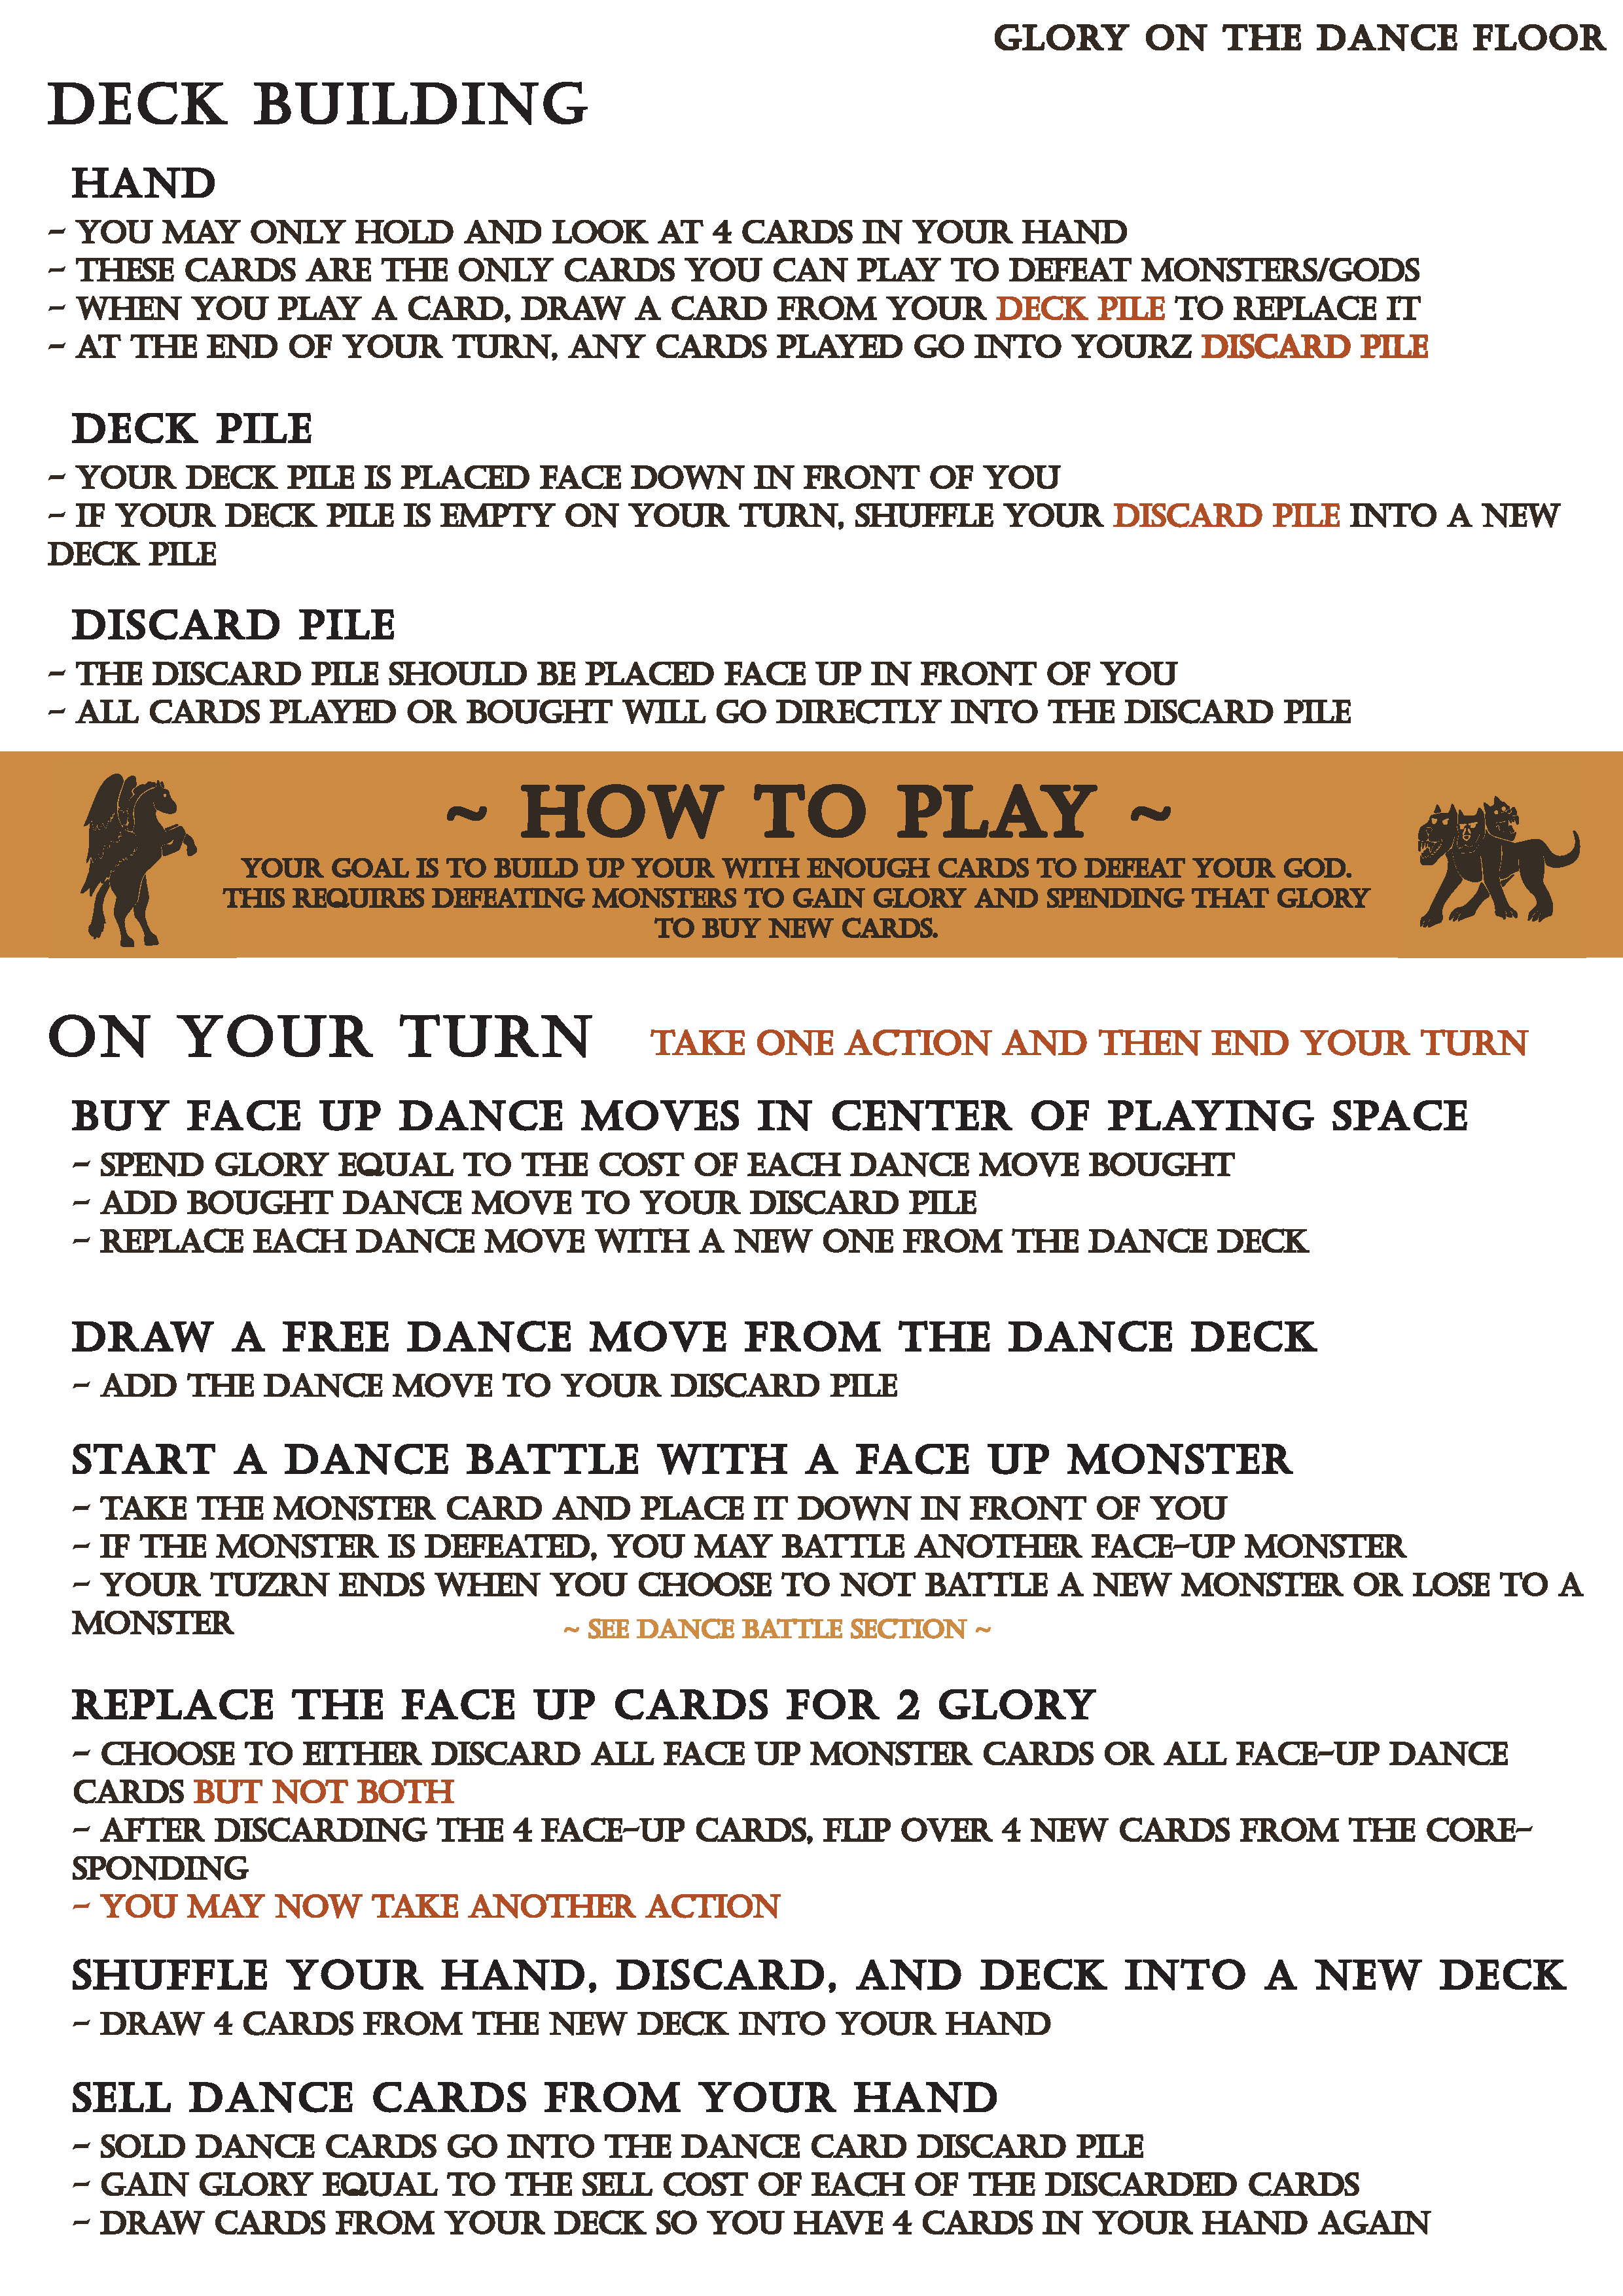 GLORY ON THE DANCE FLOOR
DECK BUILDING
HAND
- YOU MAY ONLY HOLD AND LOOK AT 4 CARDS IN YOUR HAND
- THESE CARDS ARE THE ONLY CARDS YOU CAN PLAY TO DEFEAT MONSTERS/GODS
- WHEN YOU PLAY A CARD, DRAW A CARD FROM YOUR DECK PILE TO REPLACE IT
- AT THE END OF YOUR TURN, ANY CARDS PLAYED GO INTO YOURZ DISCARD PILE
DECK PILE
- YOUR DECK PILE IS PLACED FACE DOWN IN FRONT OF YOU
- IF YOUR DECK PILE IS EMPTY ON YOUR TURN, SHUFFLE YOUR DISCARD PILE INTO A NEW
DECK PILE
DISCARD PILE
- THE DISCARD PILE SHOULD BE PLACED FACE UP IN FRONT OF YOU
- ALL CARDS PLAYED OR BOUGHT WILL GO DIRECTLY INTO THE DISCARD PILE
~ HOW TO PLAY ~
YOUR GOAL IS TO BUILD UP YOUR WITH ENOUGH CARDS TO DEFEAT YOUR GOD.
THIS REQUIRES DEFEATING MONSTERS TO GAIN GLORY AND SPENDING THAT GLORY
TO BUY NEW CARDS.
ON YOUR TURN TAKE ONE ACTION AND THEN END YOUR TURN
BUY FACE UP DANCE MOVES IN CENTER OF PLAYING SPACE
- SPEND GLORY EQUAL TO THE COST OF EACH DANCE MOVE BOUGHT
- ADD BOUGHT DANCE MOVE TO YOUR DISCARD PILE
- REPLACE EACH DANCE MOVE WITH A NEW ONE FROM THE DANCE DECK
DRAW A FREE DANCE MOVE FROM THE DANCE DECK
- ADD THE DANCE MOVE TO YOUR DISCARD PILE
START A DANCE BATTLE WITH A FACE UP MONSTER
- TAKE THE MONSTER CARD AND PLACE IT DOWN IN FRONT OF YOU
- IF THE MONSTER IS DEFEATED, YOU MAY BATTLE ANOTHER FACE-UP MONSTER
- YOUR TUZRN ENDS WHEN YOU CHOOSE TO NOT BATTLE A NEW MONSTER OR LOSE TO A
MONSTER
~ SEE DANCE BATTLE SECTION ~
REPLACE THE FACE UP CARDS FOR 2 GLORY
- CHOOSE TO EITHER DISCARD ALL FACE UP MONSTER CARDS OR ALL FACE-UP DANCE
CARDS BUT NOT BOTH
- AFTER DISCARDING THE 4 FACE-UP CARDS, FLIP OVER 4 NEW CARDS FROM THE CORE-
SPONDING
- YOU MAY NOW TAKE ANOTHER ACTION
SHUFFLE YOUR HAND, DISCARD, AND DECK INTO A NEW DECK
- DRAW 4 CARDS FROM THE NEW DECK INTO YOUR HAND
SELL DANCE CARDS FROM YOUR HAND
- SOLD DANCE CARDS GO INTO THE DANCE CARD DISCARD PILE
- GAIN GLORY EQUAL TO THE SELL COST OF EACH OF THE DISCARDED CARDS
- DRAW CARDS FROM YOUR DECK SO YOU HAVE 4 CARDS IN YOUR HAND AGAIN